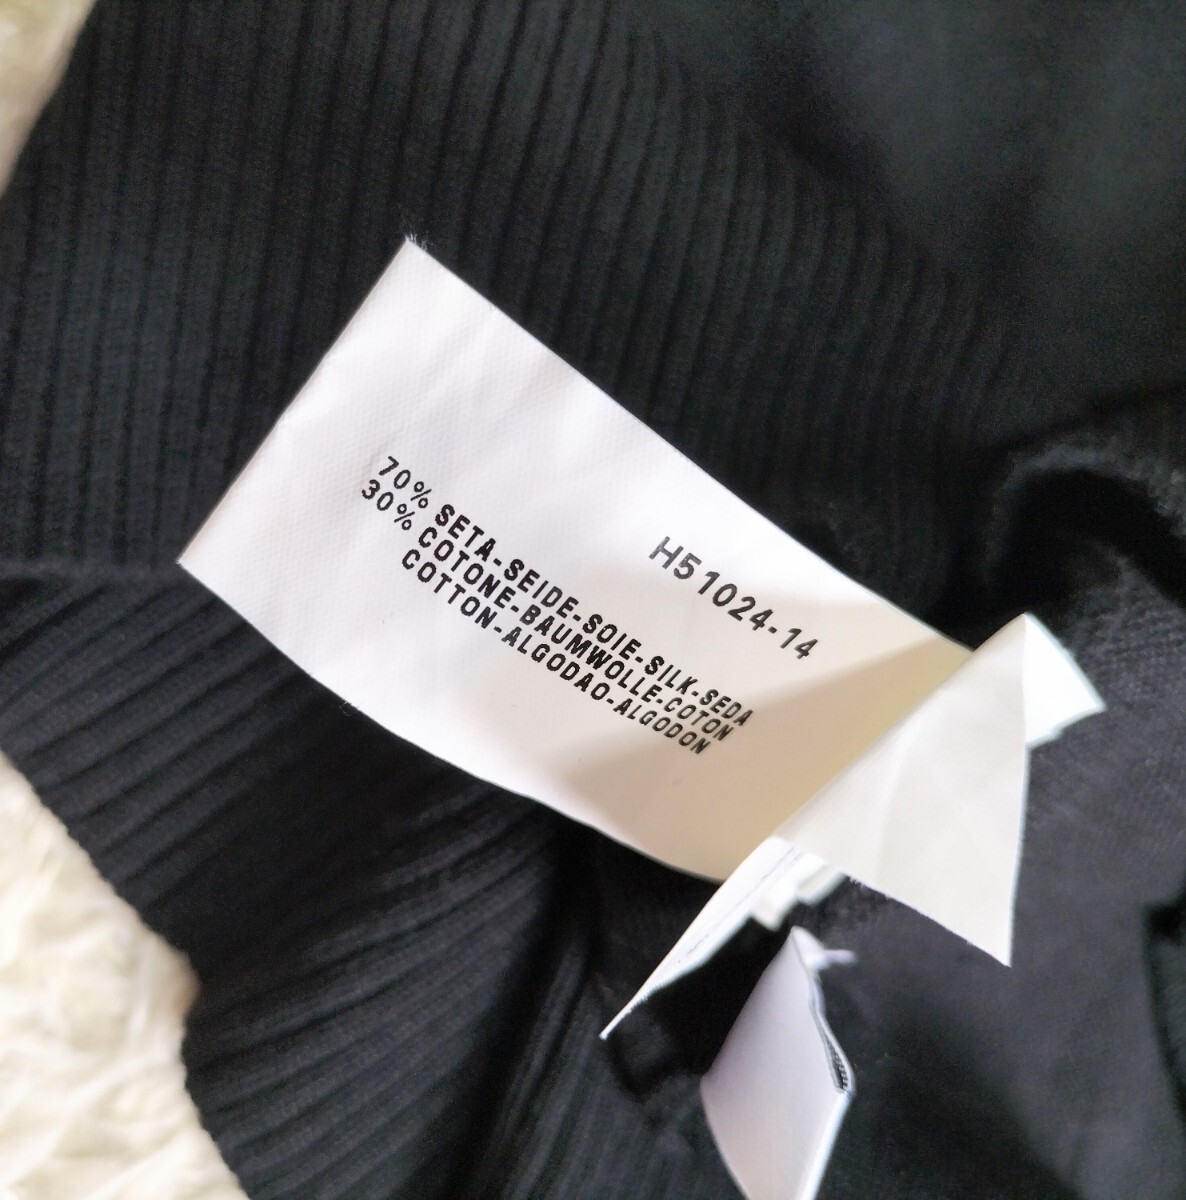 H51024-14
70% SETA-SEIDE-SOIE-SILK-SEDA
30% COTONE-BAUMWOLLE-COTON
COTTON-ALGODAO-ALGODON